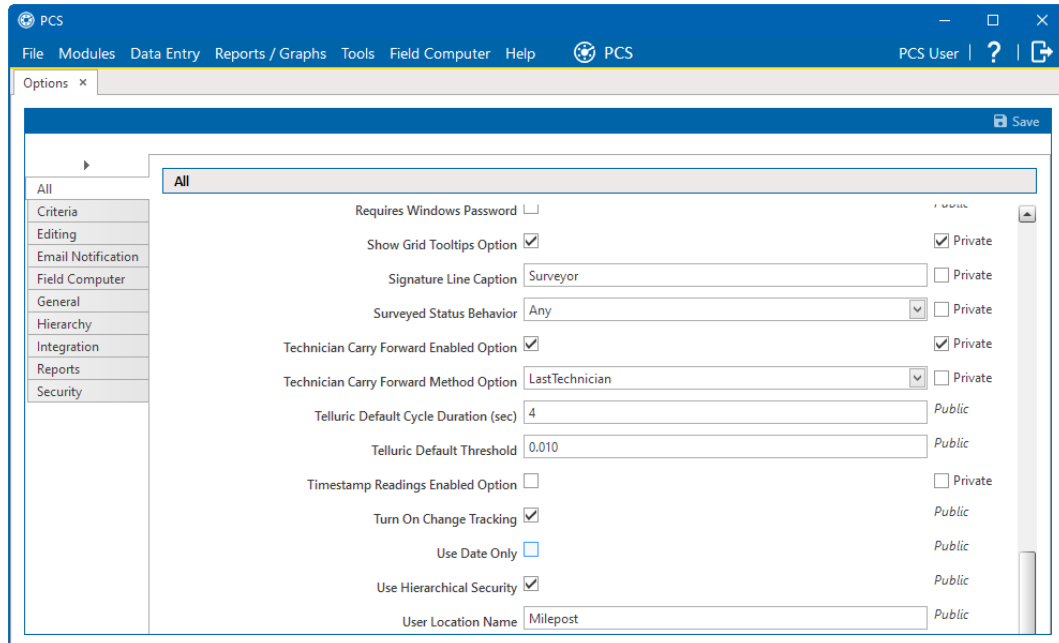 PCS
File Modules Data Entry Reports / Graphs Tools Field Computer Help PCS PCS User | ? |
Options ×
Save
All
All
Criteria
Editing
Email Notification
Field Computer
General
Hierarchy
Integration
Reports
Security
Requires Windows Password Public
Show Grid Tooltips Option Private
Signature Line Caption Surveyor Private
Surveyed Status Behavior Any Private
Technician Carry Forward Enabled Option Private
Technician Carry Forward Method Option LastTechnician Private
Telluric Default Cycle Duration (sec) 4 Public
Telluric Default Threshold 0.010 Public
Timestamp Readings Enabled Option Private
Turn On Change Tracking Public
Use Date Only Public
Use Hierarchical Security Public
User Location Name Milepost Public